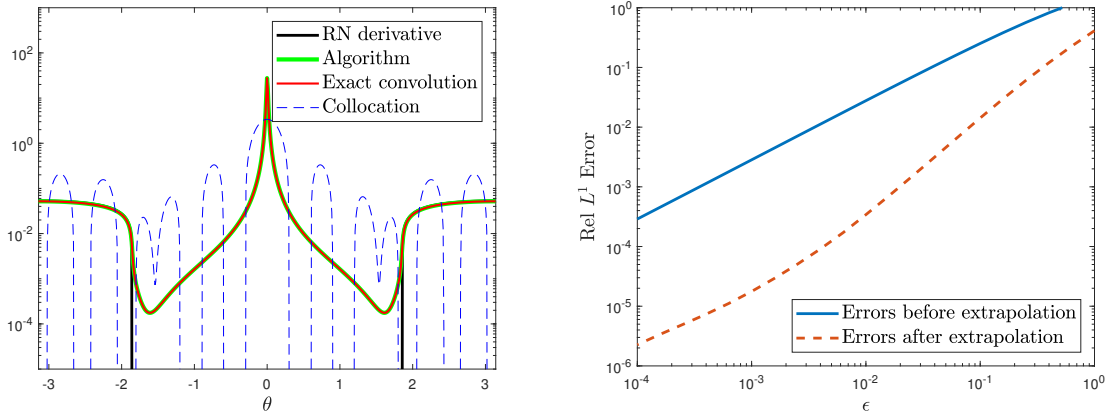 RN derivative
Algorithm
Exact convolution
Collocation
10^2
10^0
10^-2
10^-4
-3 -2 -1 0 1 2 3
θ
10^0
10^-1
10^-2
10^-3
10^-4
10^-5
10^-6
Rel L^1 Error
Errors before extrapolation
Errors after extrapolation
10^-4 10^-3 10^-2 10^-1 10^0
ϵ